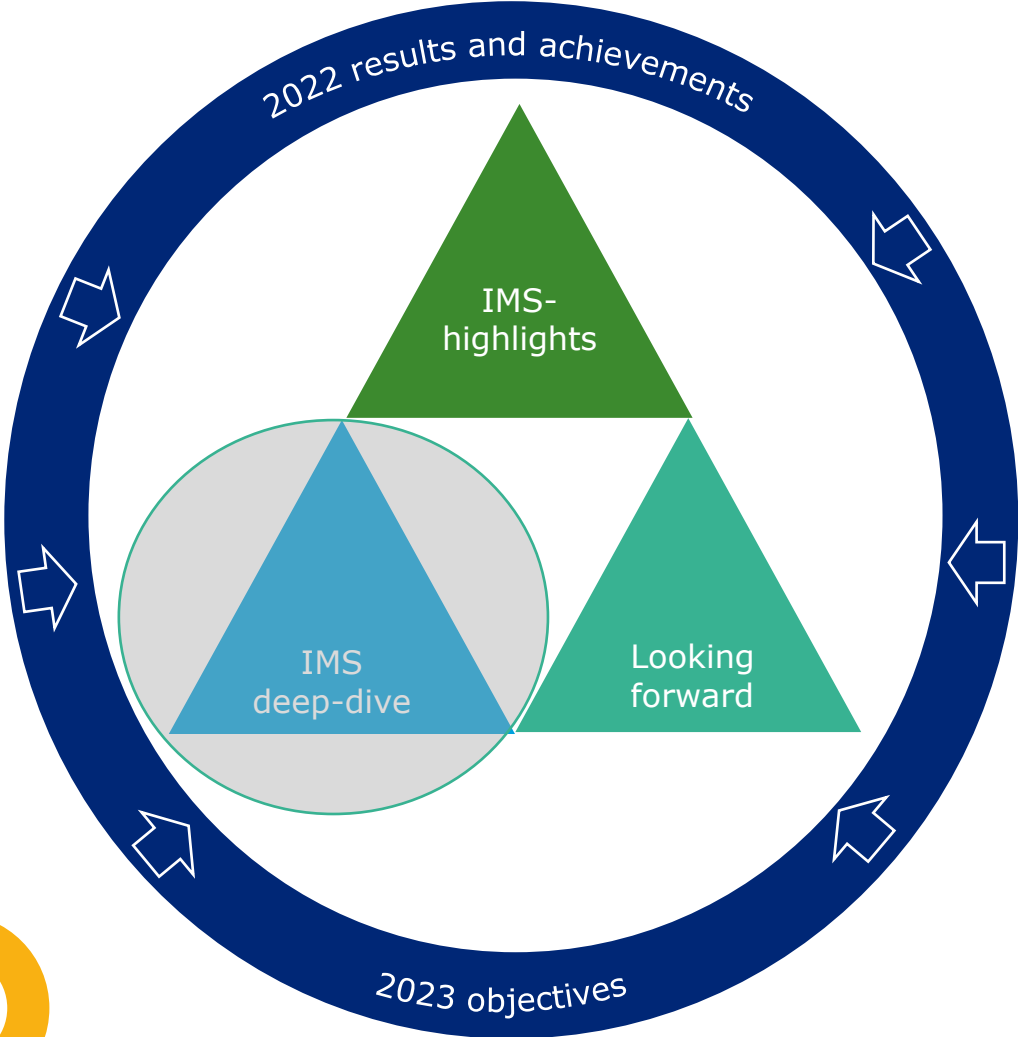 2022 results and achievements
IMS-
highlights
IMS
deep-dive
Looking
forward
2023 objectives